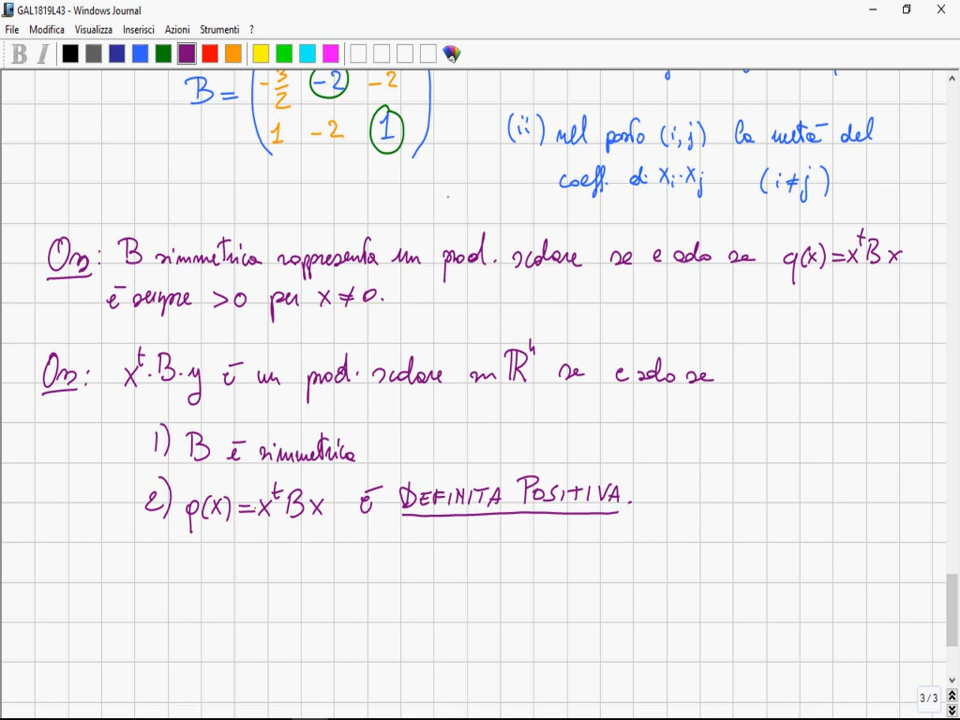 GAL1819L43 - Windows Journal
File Modifica Visualizza Inserisci Azioni Strumenti ?
B I
B = -3/2 -2 -2
1 -2 1
(ii) nel posto (i,j) la metà del
coeff. di xi·xj (i≠j)
Oss: B simmetrica rappresenta un prod. scalare se e solo se q(x)=x^t B x
è sempre >0 per x≠0.
Oss: x^t·B·y è un prod. scalare in ℝ^n se e solo se
1) B è simmetrica
2) q(x)=x^t B x è DEFINITA POSITIVA.
3 / 3